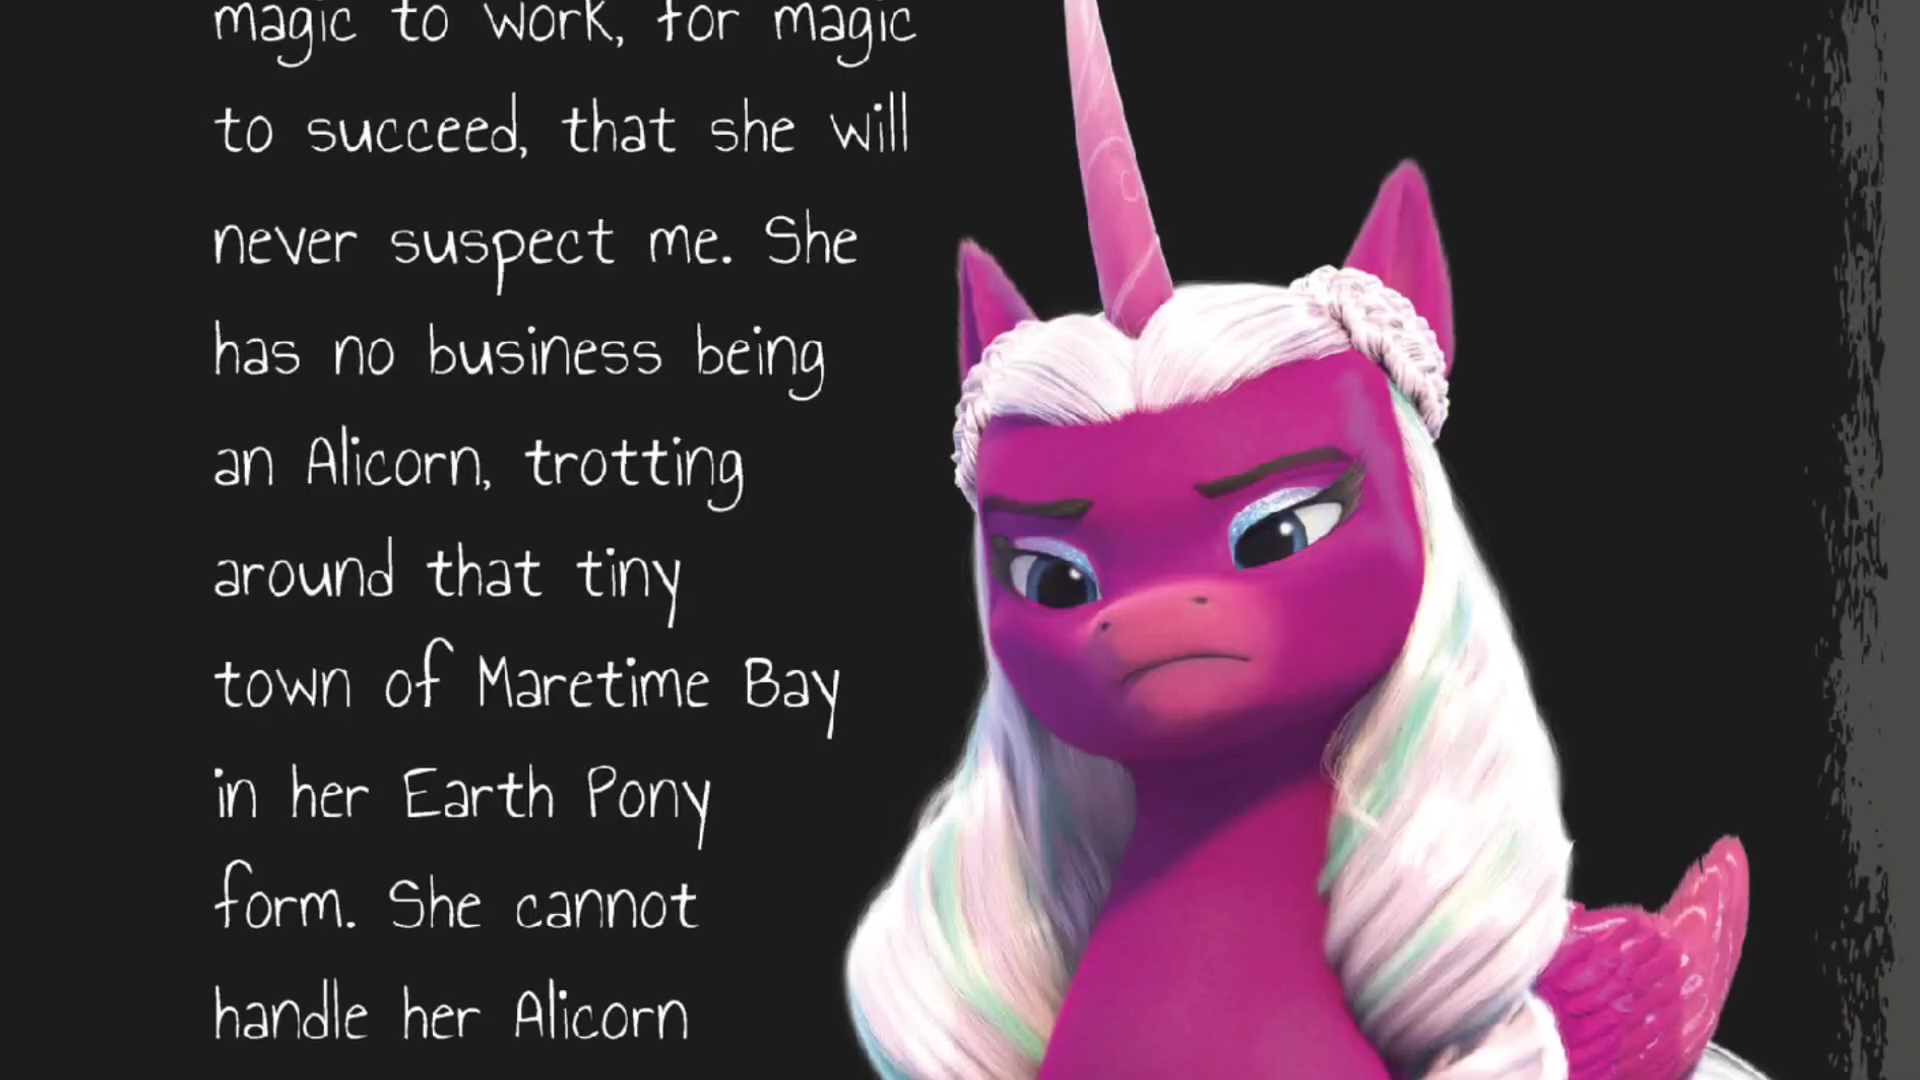 magic to work, for magic
to succeed, that she will
never suspect me. She
has no business being
an Alicorn, trotting
around that tiny
town of Maretime Bay
in her Earth Pony
form. She cannot
handle her Alicorn